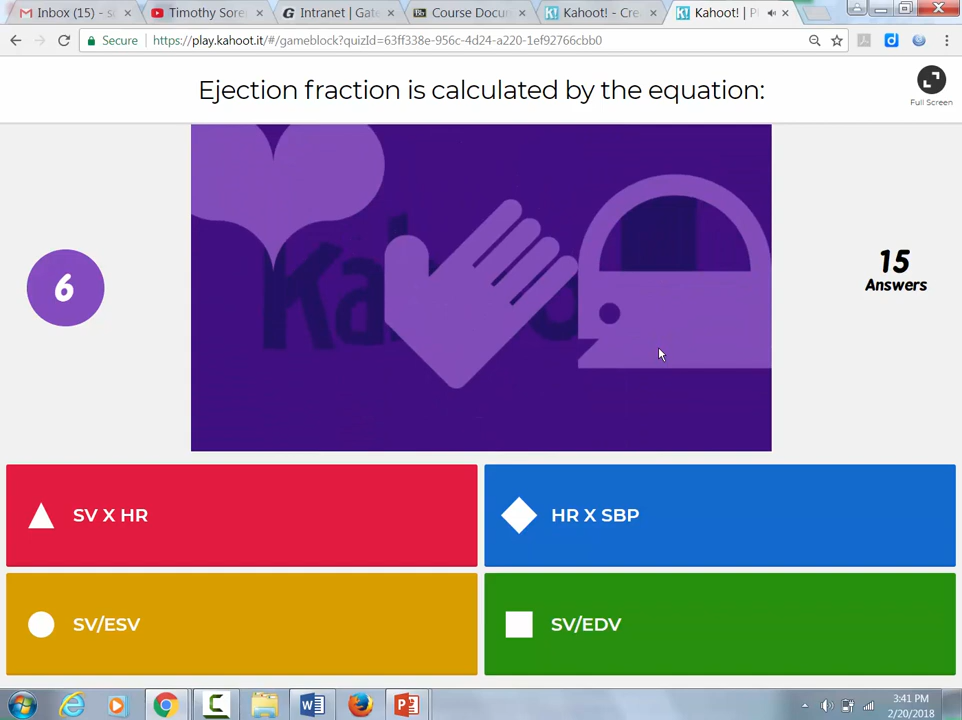 Inbox (15) - s
Timothy Sore
Intranet | Gate
Course Docu
Kahoot! - Cre
Kahoot! | P
Secure
https://play.kahoot.it/#/gameblock?quizId=63ff338e-956c-4d24-a220-1ef92766cbb0
Ejection fraction is calculated by the equation:
Full Screen
6
15
Answers
SV X HR
HR X SBP
SV/ESV
SV/EDV
3:41 PM
2/20/2018